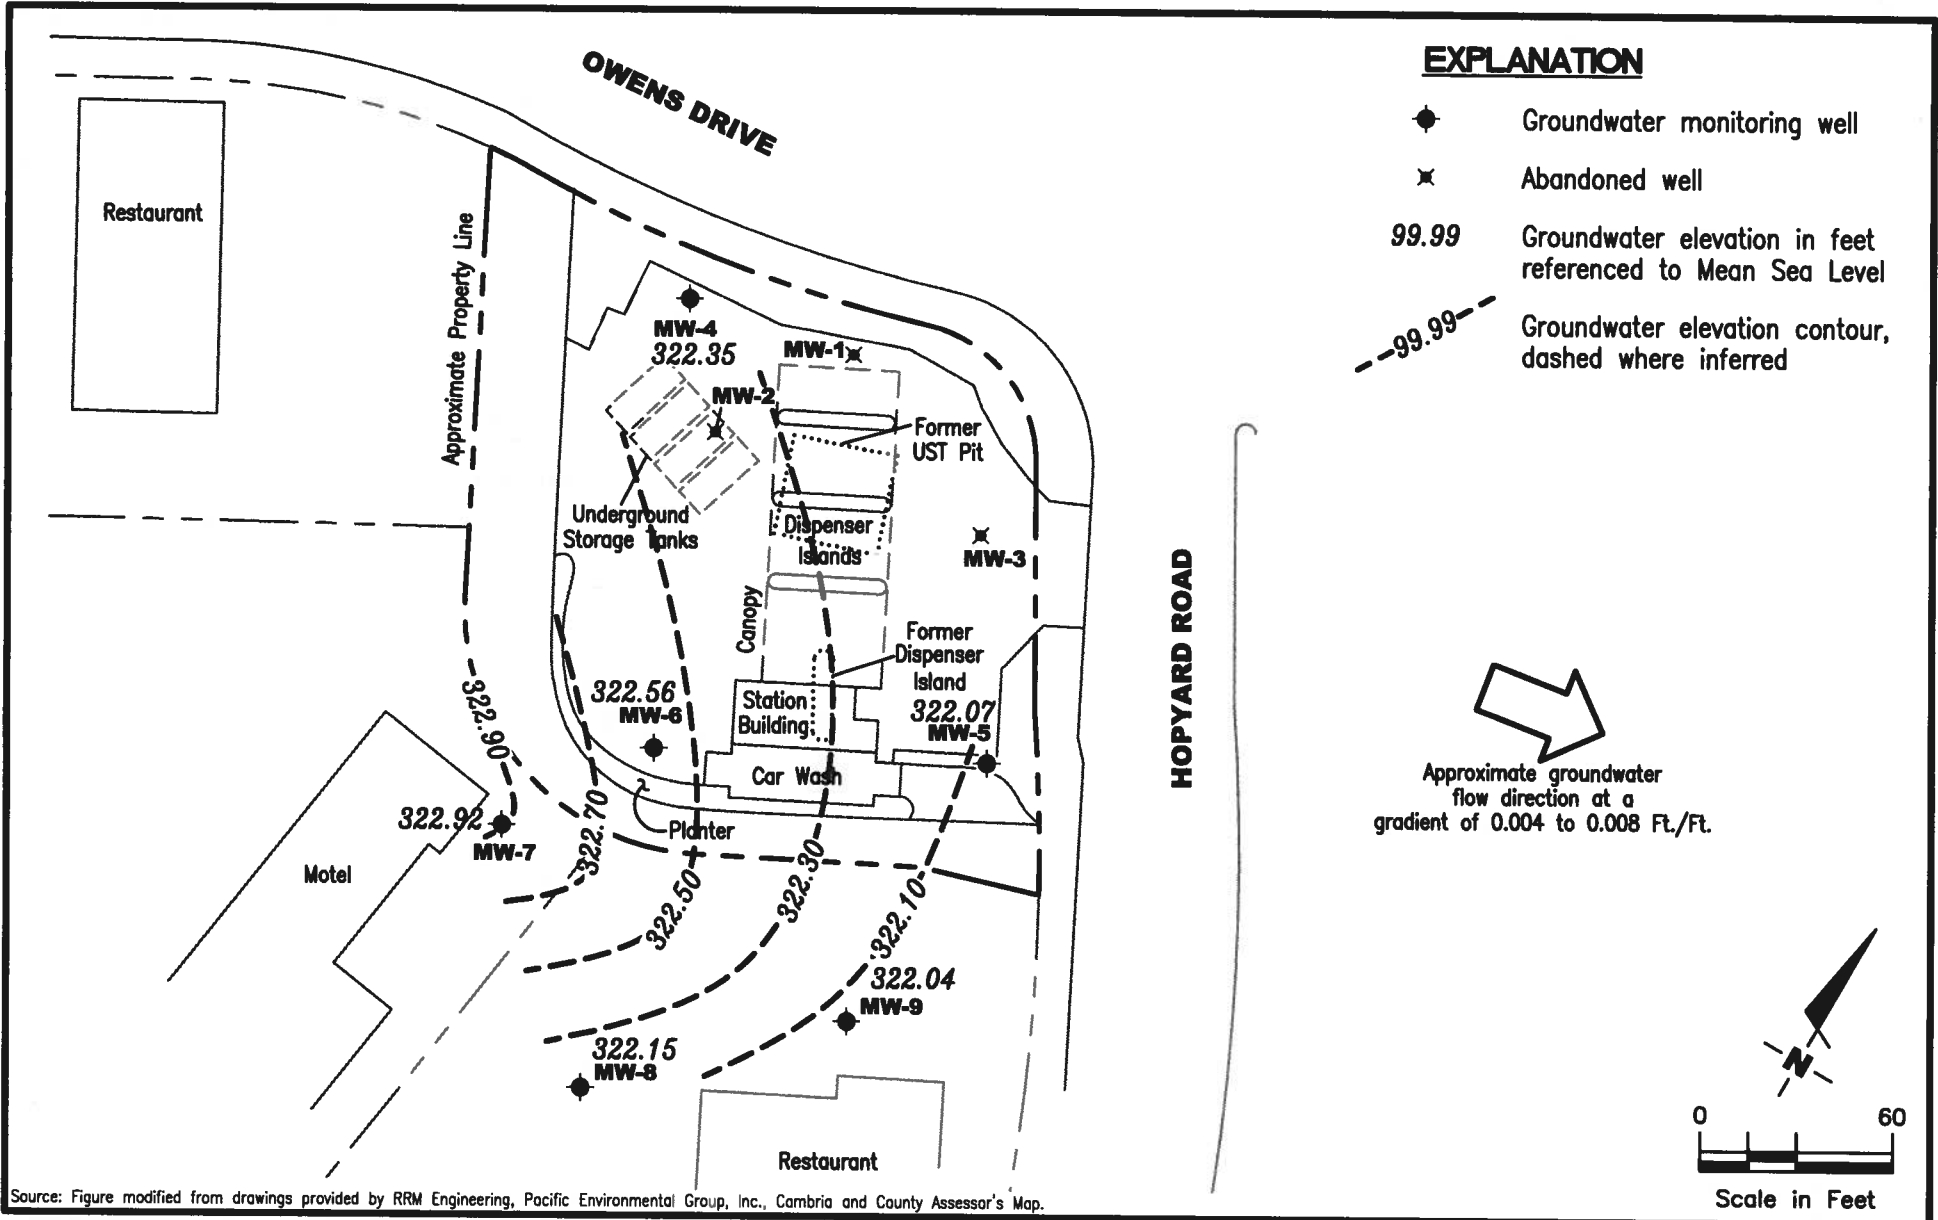 OWENS DRIVE
EXPLANATION
Groundwater monitoring well
Abandoned well
99.99
Groundwater elevation in feet
referenced to Mean Sea Level
99.99
Groundwater elevation contour,
dashed where inferred
Restaurant
Approximate Property Line
MW-4
322.35
MW-1
MW-2
Former
UST Pit
Underground
Storage Tanks
Dispenser
Islands
MW-3
Canopy
Former
Dispenser
Island
HOPYARD ROAD
322.56
MW-6
Station
Building
322.07
MW-5
Car Wash
322.90
322.92
MW-7
322.70
Planter
Motel
322.50
322.30
322.10
322.04
MW-9
322.15
MW-8
Restaurant
Approximate groundwater
flow direction at a
gradient of 0.004 to 0.008 Ft./Ft.
N
0 60
Scale in Feet
Source: Figure modified from drawings provided by RRM Engineering, Pacific Environmental Group, Inc., Cambria and County Assessor's Map.